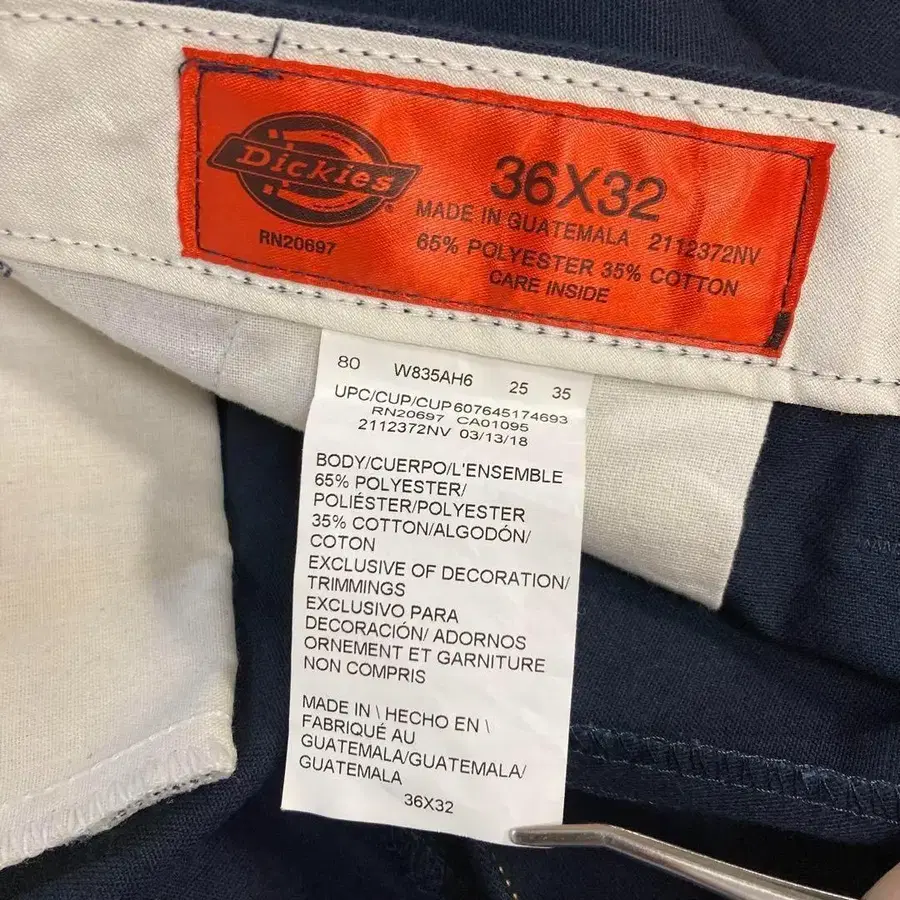 Dickies
®
RN20697
36X32
MADE IN GUATEMALA 2112372NV
65% POLYESTER 35% COTTON
CARE INSIDE
80 W835AH6 25 35
UPC/CUP/CUP607645174693
RN20697 CA01095
2112372NV 03/13/18
BODY/CUERPO/L'ENSEMBLE
65% POLYESTER/
POLIÉSTER/POLYESTER
35% COTTON/ALGODÓN/
COTON
EXCLUSIVE OF DECORATION/
TRIMMINGS
EXCLUSIVO PARA
DECORACIÓN/ ADORNOS
ORNEMENT ET GARNITURE
NON COMPRIS
MADE IN \ HECHO EN \
FABRIQUÉ AU
GUATEMALA/GUATEMALA/
GUATEMALA
36X32